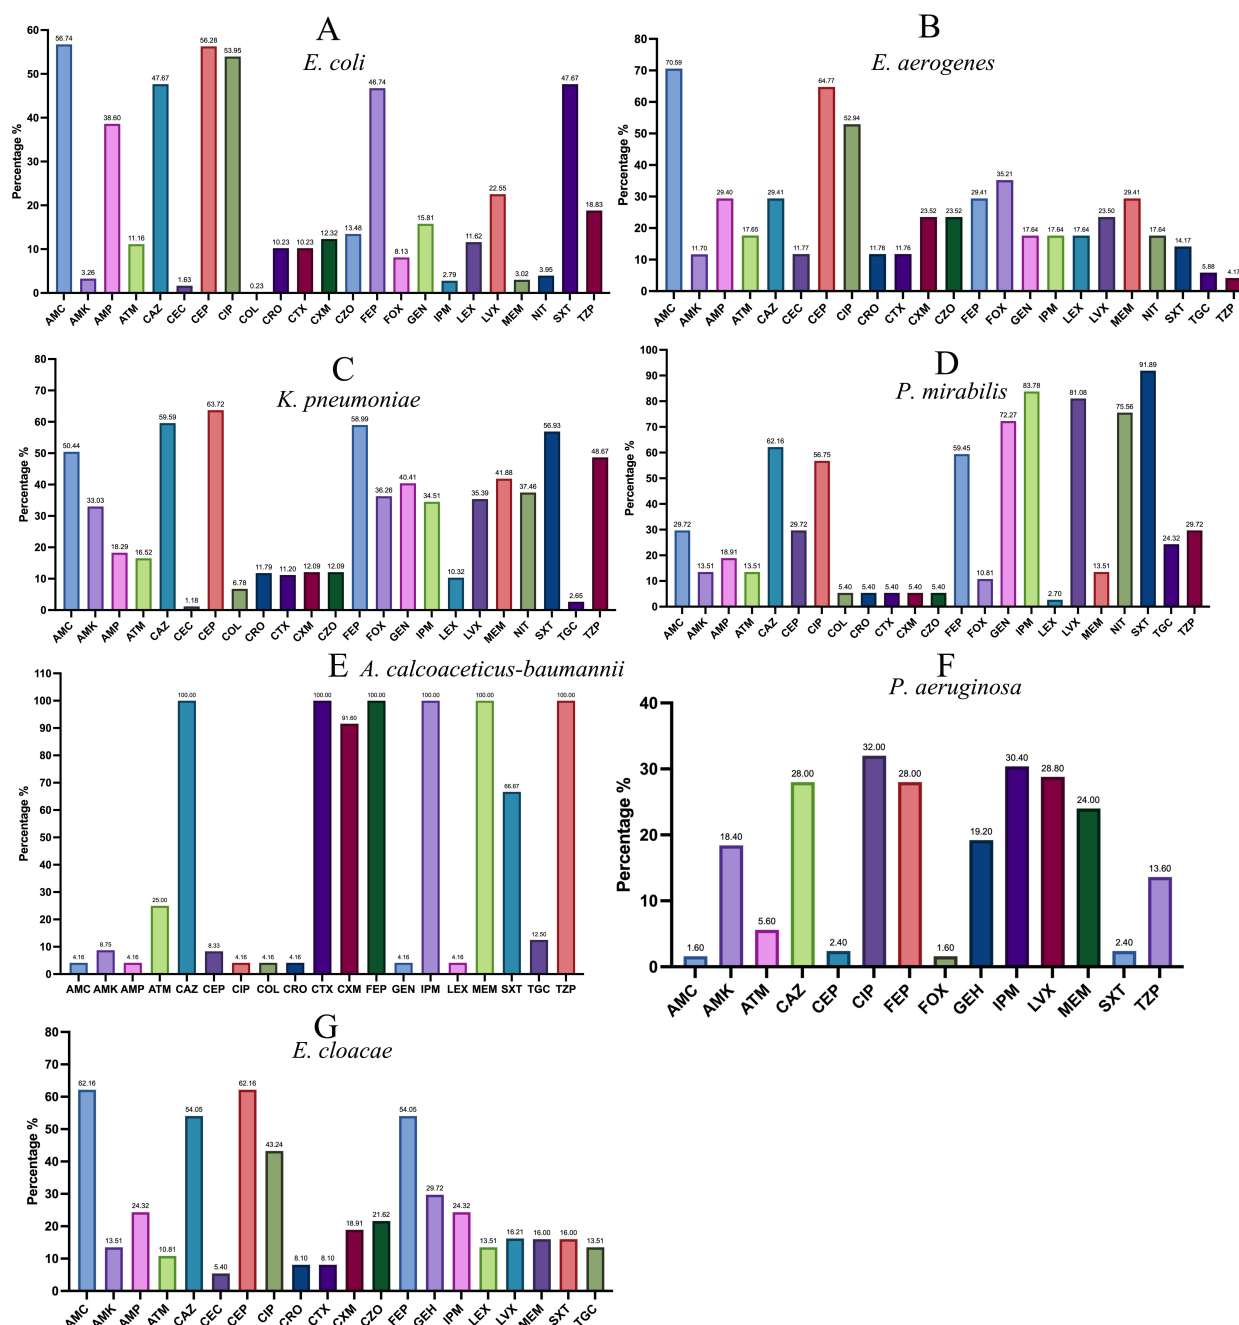 A
E. coli
Percentage %
60
50
40
30
20
10
0
56.74 3.26 38.60 11.16 47.67 1.63 56.28 53.95 0.23 10.23 10.23 12.32 13.48 46.74 8.13 15.81 2.79 11.62 22.55 3.02 3.95 47.67 18.83
AMC AMK AMP ATM CAZ CEC CEP CIP COL CRO CTX CXM CZO FEP FOX GEN IPM LEX LVX MEM NIT SXT TZP
B
E. aerogenes
Percentage %
80
70
60
50
40
30
20
10
0
70.59 11.70 29.40 17.65 29.41 11.77 64.77 52.94 11.76 11.76 23.52 23.52 29.41 35.21 17.64 17.64 17.64 23.50 29.41 17.64 14.17 5.88 4.17
AMC AMK AMP ATM CAZ CEC CEP CIP CRO CTX CXM CZO FEP FOX GEN IPM LEX LVX MEM NIT SXT TGC TZP
C
K. pneumoniae
Percentage %
80
70
60
50
40
30
20
10
0
50.44 33.03 18.29 16.52 59.59 1.18 63.72 6.78 11.79 11.20 12.09 12.09 58.99 36.26 40.41 34.51 10.32 35.39 41.88 37.46 56.93 2.65 48.67
AMC AMK AMP ATM CAZ CEC CEP COL CRO CTX CXM CZO FEP FOX GEN IPM LEX LVX MEM NIT SXT TGC TZP
D
P. mirabilis
Percentage %
100
90
80
70
60
50
40
30
20
10
0
29.72 13.51 18.91 13.51 62.16 29.72 56.75 5.40 5.40 5.40 5.40 5.40 59.45 10.81 72.27 83.78 2.70 81.08 13.51 75.56 91.89 24.32 29.72
AMC AMK AMP ATM CAZ CEP CIP COL CRO CTX CXM CZO FEP FOX GEN IPM LEX LVX MEM NIT SXT TGC TZP
E A. calcoaceticus-baumannii
Percentage %
110
100
90
80
70
60
50
40
30
20
10
0
4.16 8.75 4.16 25.00 100.00 8.33 4.16 4.16 4.16 100.00 91.60 100.00 4.16 100.00 4.16 100.00 66.67 12.50 100.00
AMC AMK AMP ATM CAZ CEP CIP COL CRO CTX CXM FEP GEN IPM LEX MEM SXT TGC TZP
F
P. aeruginosa
Percentage %
40
30
20
10
0
1.60 18.40 5.60 28.00 2.40 32.00 28.00 1.60 19.20 30.40 28.80 24.00 2.40 13.60
AMC AMK ATM CAZ CEP CIP FEP FOX GEH IPM LVX MEM SXT TZP
G
E. cloacae
Percentage %
80
70
60
50
40
30
20
10
0
62.16 13.51 24.32 10.81 54.05 5.40 62.16 43.24 8.10 8.10 18.91 21.62 54.05 29.72 24.32 13.51 16.21 16.00 16.00 13.51
AMC AMK AMP ATM CAZ CEC CEP CIP CRO CTX CXM CZO FEP GEH IPM LEX LVX MEM SXT TGC